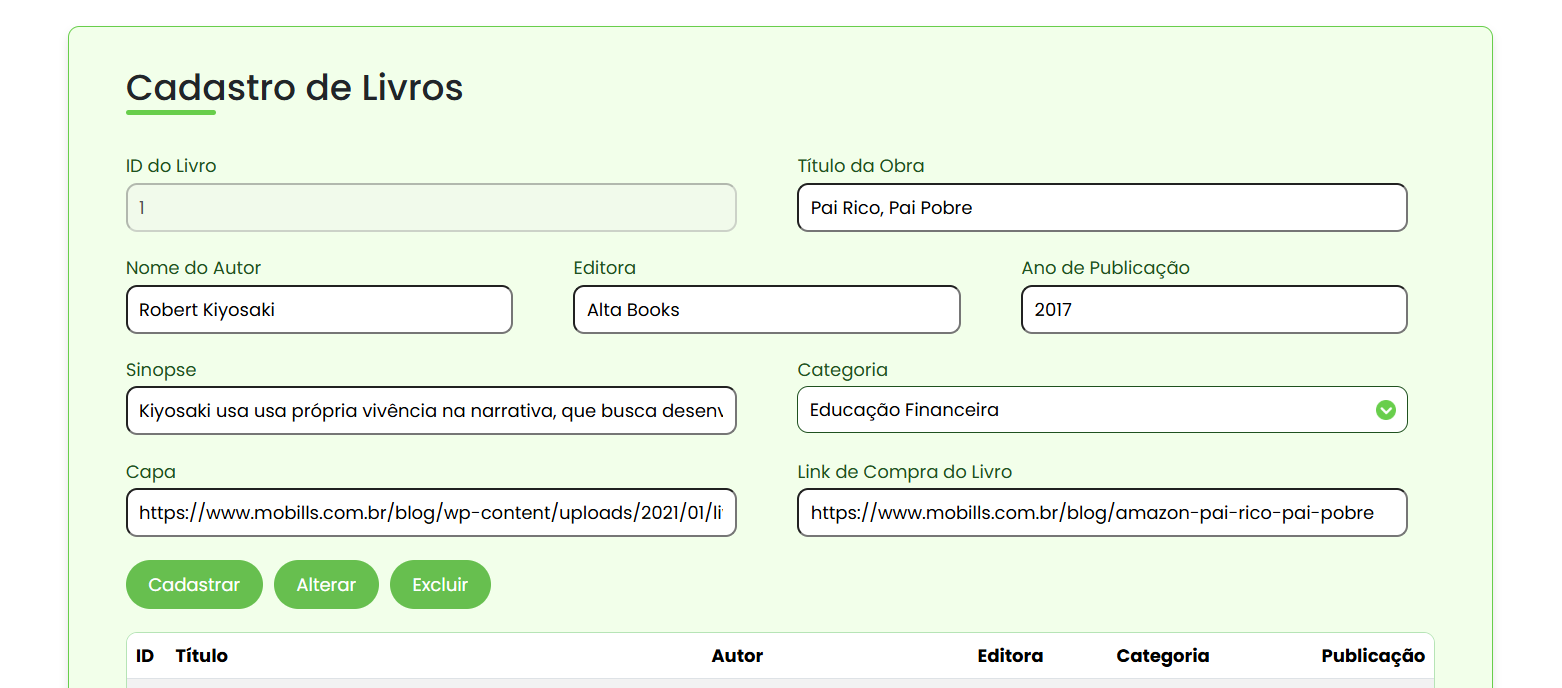 Cadastro de Livros
ID do Livro Título da Obra
1 Pai Rico, Pai Pobre
Nome do Autor Editora Ano de Publicação
Robert Kiyosaki Alta Books 2017
Sinopse Categoria
Kiyosaki usa usa própria vivência na narrativa, que busca Educação Financeira
Capa Link de Compra do Livro
https://www.mobills.com.br/blog/wp-content/uploads/2021/01/li https://www.mobills.com.br/blog/amazon-pai-rico-pai-pobre
Cadastrar Alterar Excluir
ID Título Autor Editora Categoria Publicação